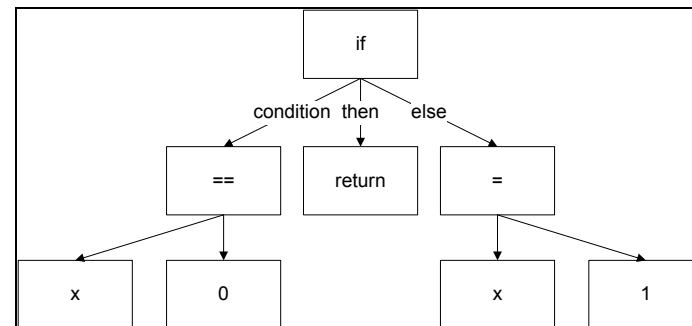 if
condition then else
== return =
x 0 x 1